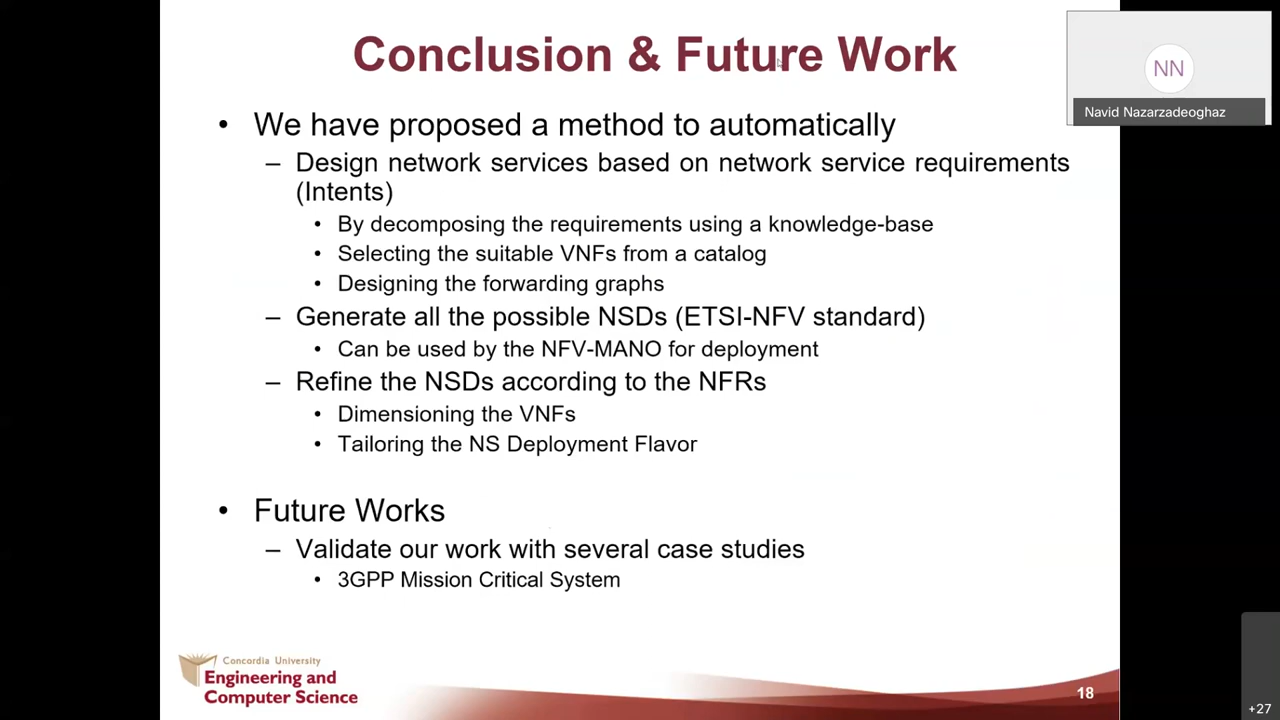 Conclusion & Future Work
NN
Navid Nazarzadeoghaz
• We have proposed a method to automatically
– Design network services based on network service requirements
(Intents)
• By decomposing the requirements using a knowledge-base
• Selecting the suitable VNFs from a catalog
• Designing the forwarding graphs
– Generate all the possible NSDs (ETSI-NFV standard)
• Can be used by the NFV-MANO for deployment
– Refine the NSDs according to the NFRs
• Dimensioning the VNFs
• Tailoring the NS Deployment Flavor
• Future Works
– Validate our work with several case studies
• 3GPP Mission Critical System
Concordia University
Engineering and
Computer Science
18
+27